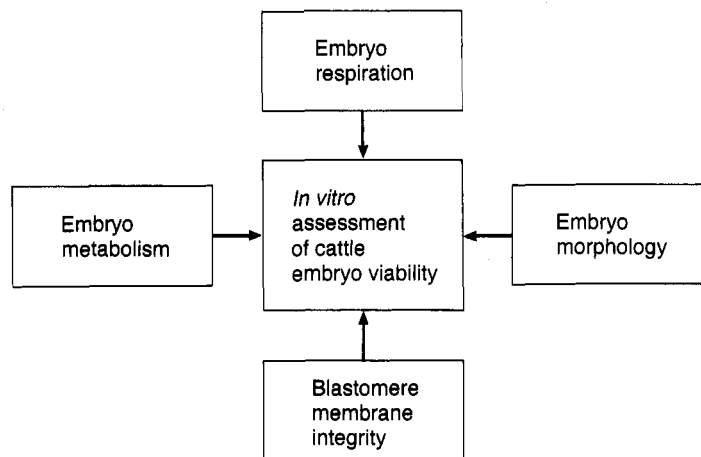 Embryo
respiration
Embryo
metabolism
In vitro
assessment
of cattle
embryo viability
Embryo
morphology
Blastomere
membrane
integrity